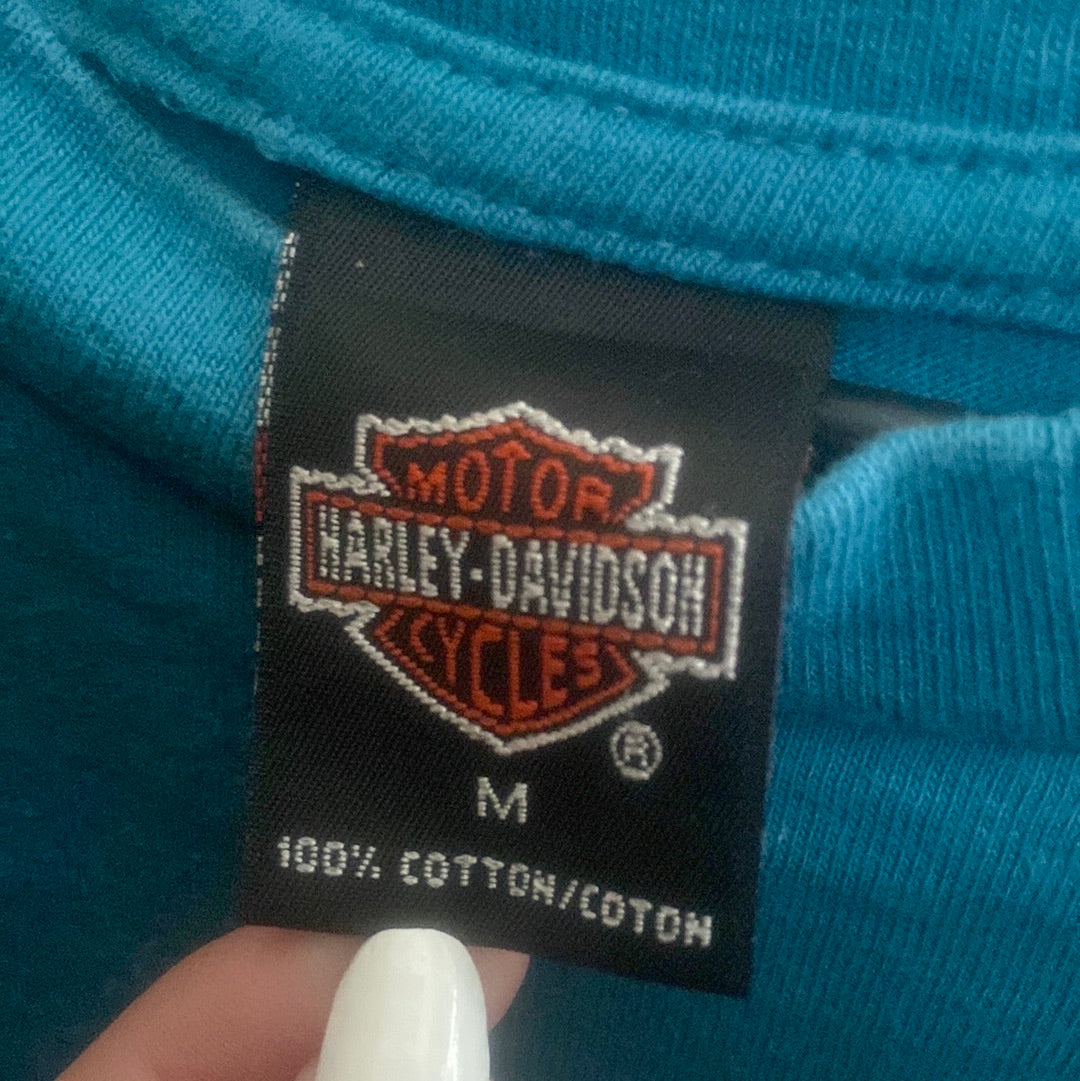 MOTOR
HARLEY-DAVIDSON
CYCLES
®
M
100% COTTON/COTON